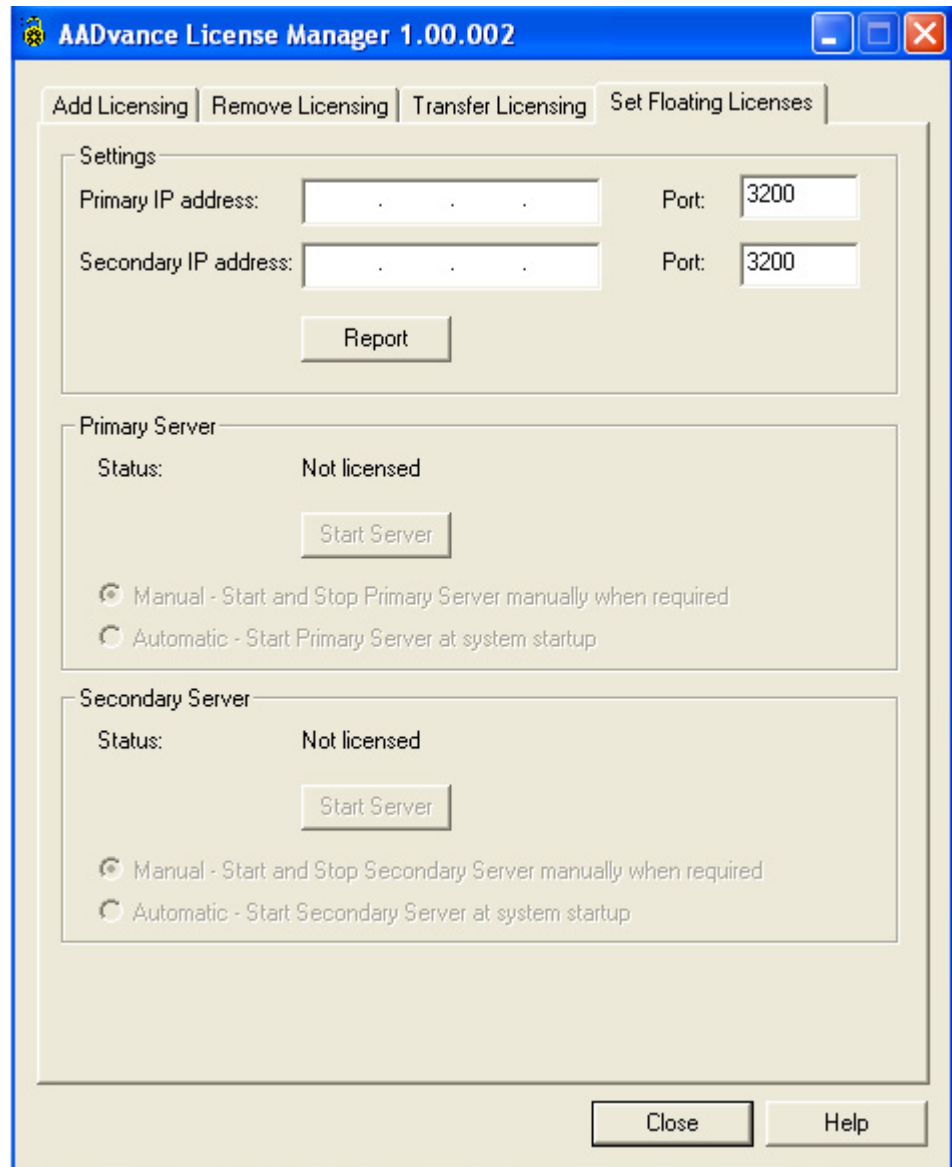 AADvance License Manager 1.00.002
Add Licensing Remove Licensing Transfer Licensing Set Floating Licenses
Settings
Primary IP address: . . . Port: 3200
Secondary IP address: . . . Port: 3200
Report
Primary Server
Status: Not licensed
Start Server
Manual - Start and Stop Primary Server manually when required
Automatic - Start Primary Server at system startup
Secondary Server
Status: Not licensed
Start Server
Manual - Start and Stop Secondary Server manually when required
Automatic - Start Secondary Server at system startup
Close Help